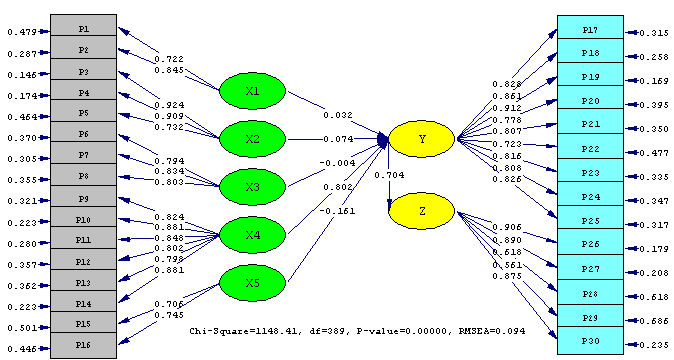 0.479 P1
0.287 P2
0.146 P3
0.174 P4
0.464 P5
0.370 P6
0.305 P7
0.355 P8
0.321 P9
0.223 P10
0.280 P11
0.357 P12
0.362 P13
0.223 P14
0.501 P15
0.446 P16
0.722
0.845
0.924
0.909
0.732
0.794
0.834
0.803
0.824
0.881
0.848
0.802
0.798
0.881
0.706
0.745
X1
X2
X3
X4
X5
0.032
0.074
-0.004
0.802
-0.161
Y
0.704
Z
0.828
0.861
0.912
0.778
0.807
0.723
0.815
0.808
0.826
0.906
0.890
0.618
0.561
0.875
P17 0.315
P18 0.258
P19 0.169
P20 0.395
P21 0.350
P22 0.477
P23 0.335
P24 0.347
P25 0.317
P26 0.179
P27 0.208
P28 0.618
P29 0.686
P30 0.235
Chi-Square=1148.41, df=389, P-value=0.00000, RMSEA=0.094